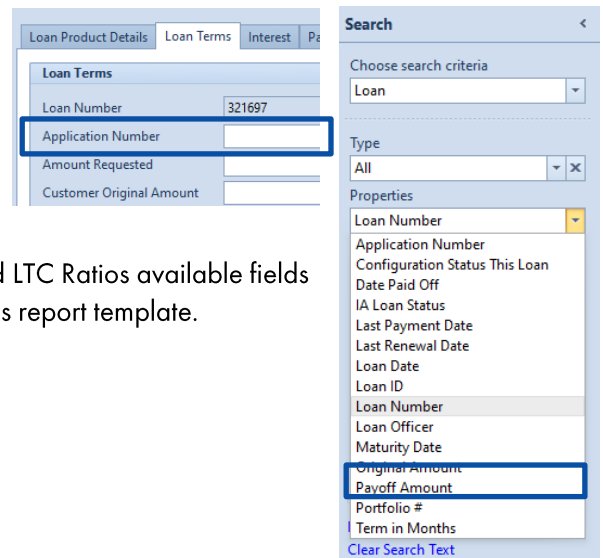 Loan Product Details
Loan Terms
Interest
Pa
Loan Terms
Loan Number
321697
Application Number
Amount Requested
Customer Original Amount
d LTC Ratios available fields
s report template.
Search
Choose search criteria
Loan
Type
All
Properties
Loan Number
Application Number
Configuration Status This Loan
Date Paid Off
IA Loan Status
Last Payment Date
Last Renewal Date
Loan Date
Loan ID
Loan Number
Loan Officer
Maturity Date
Original Amount
Payoff Amount
Portfolio #
Term in Months
Clear Search Text